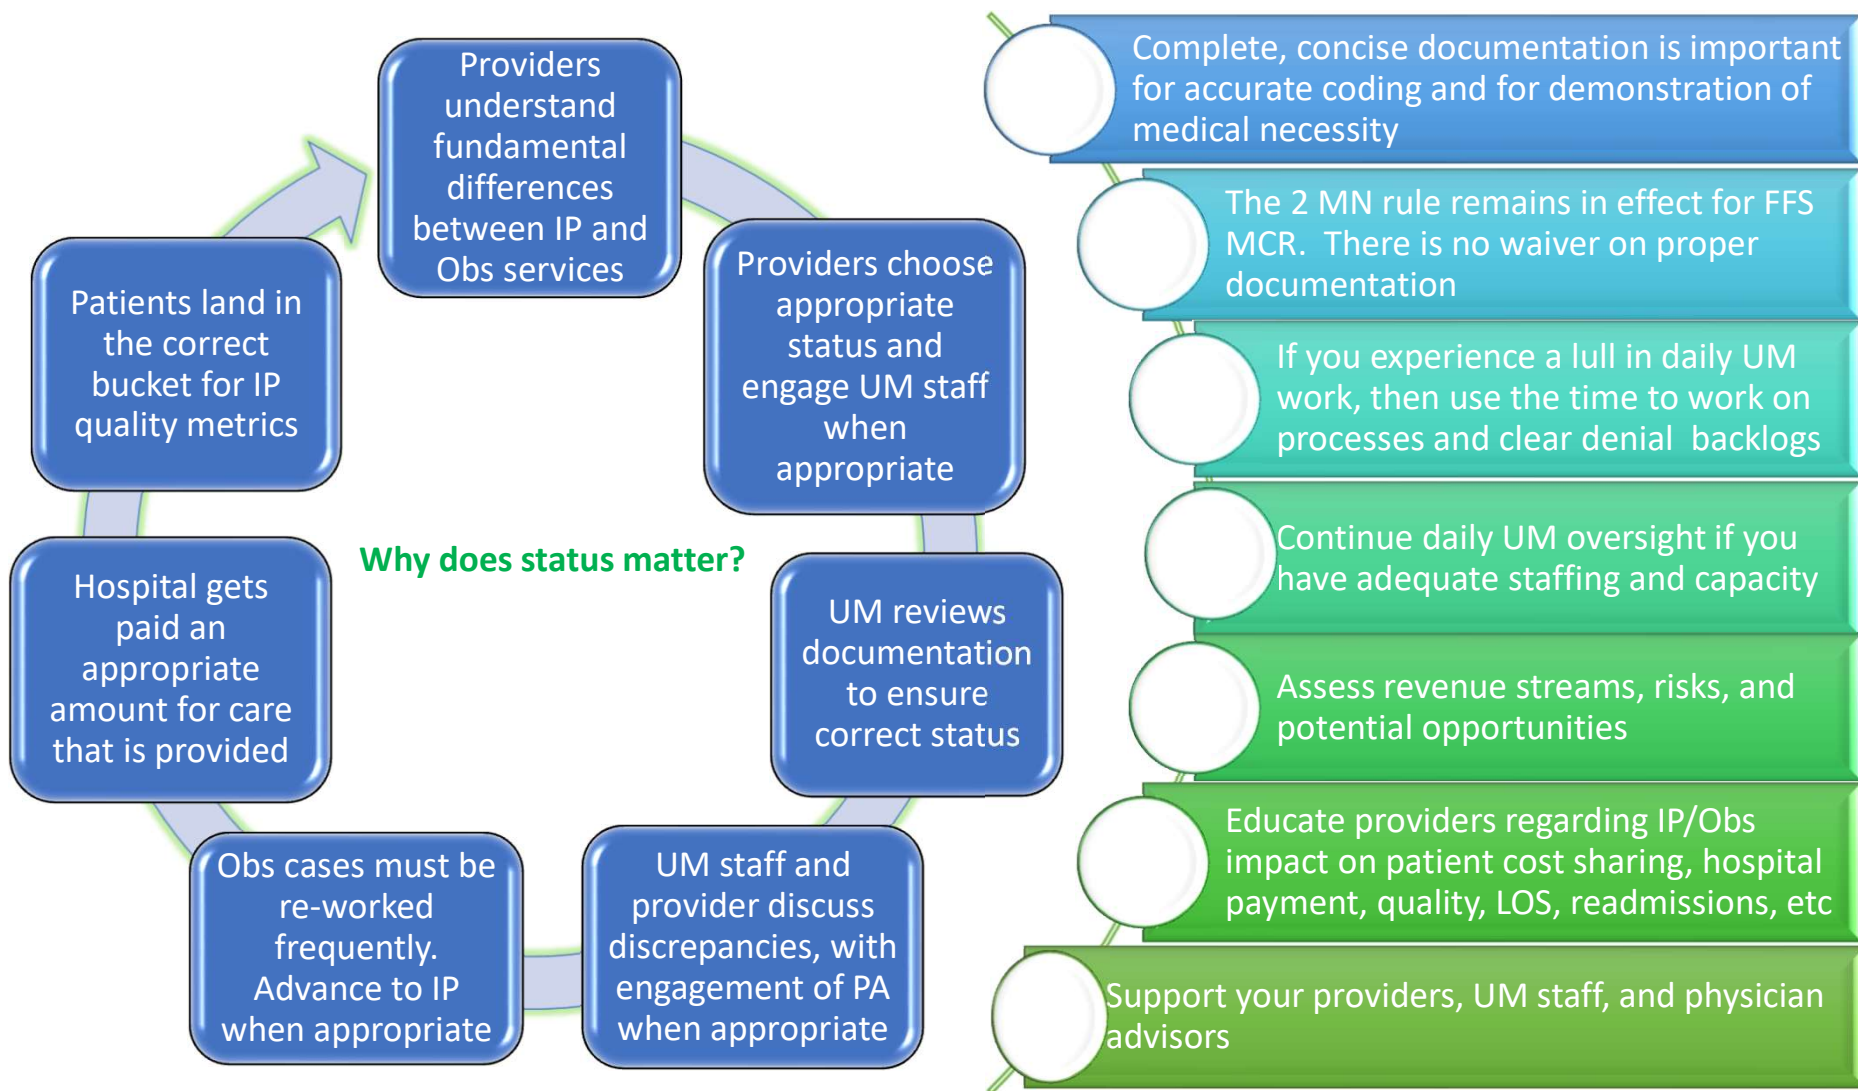 Providers
understand
fundamental
differences
between IP and
Obs services
Providers choose
appropriate
status and
engage UM staff
when
appropriate
UM reviews
documentation
to ensure
correct status
UM staff and
provider discuss
discrepancies, with
engagement of PA
when appropriate
Obs cases must be
re-worked
frequently.
Advance to IP
when appropriate
Hospital gets
paid an
appropriate
amount for care
that is provided
Patients land in
the correct
bucket for IP
quality metrics
Why does status matter?
Complete, concise documentation is important
for accurate coding and for demonstration of
medical necessity
The 2 MN rule remains in effect for FFS
MCR.  There is no waiver on proper
documentation
If you experience a lull in daily UM
work, then use the time to work on
processes and clear denial  backlogs
Continue daily UM oversight if you
have adequate staffing and capacity
Assess revenue streams, risks, and
potential opportunities
Educate providers regarding IP/Obs
impact on patient cost sharing, hospital
payment, quality, LOS, readmissions, etc
Support your providers, UM staff, and physician
advisors